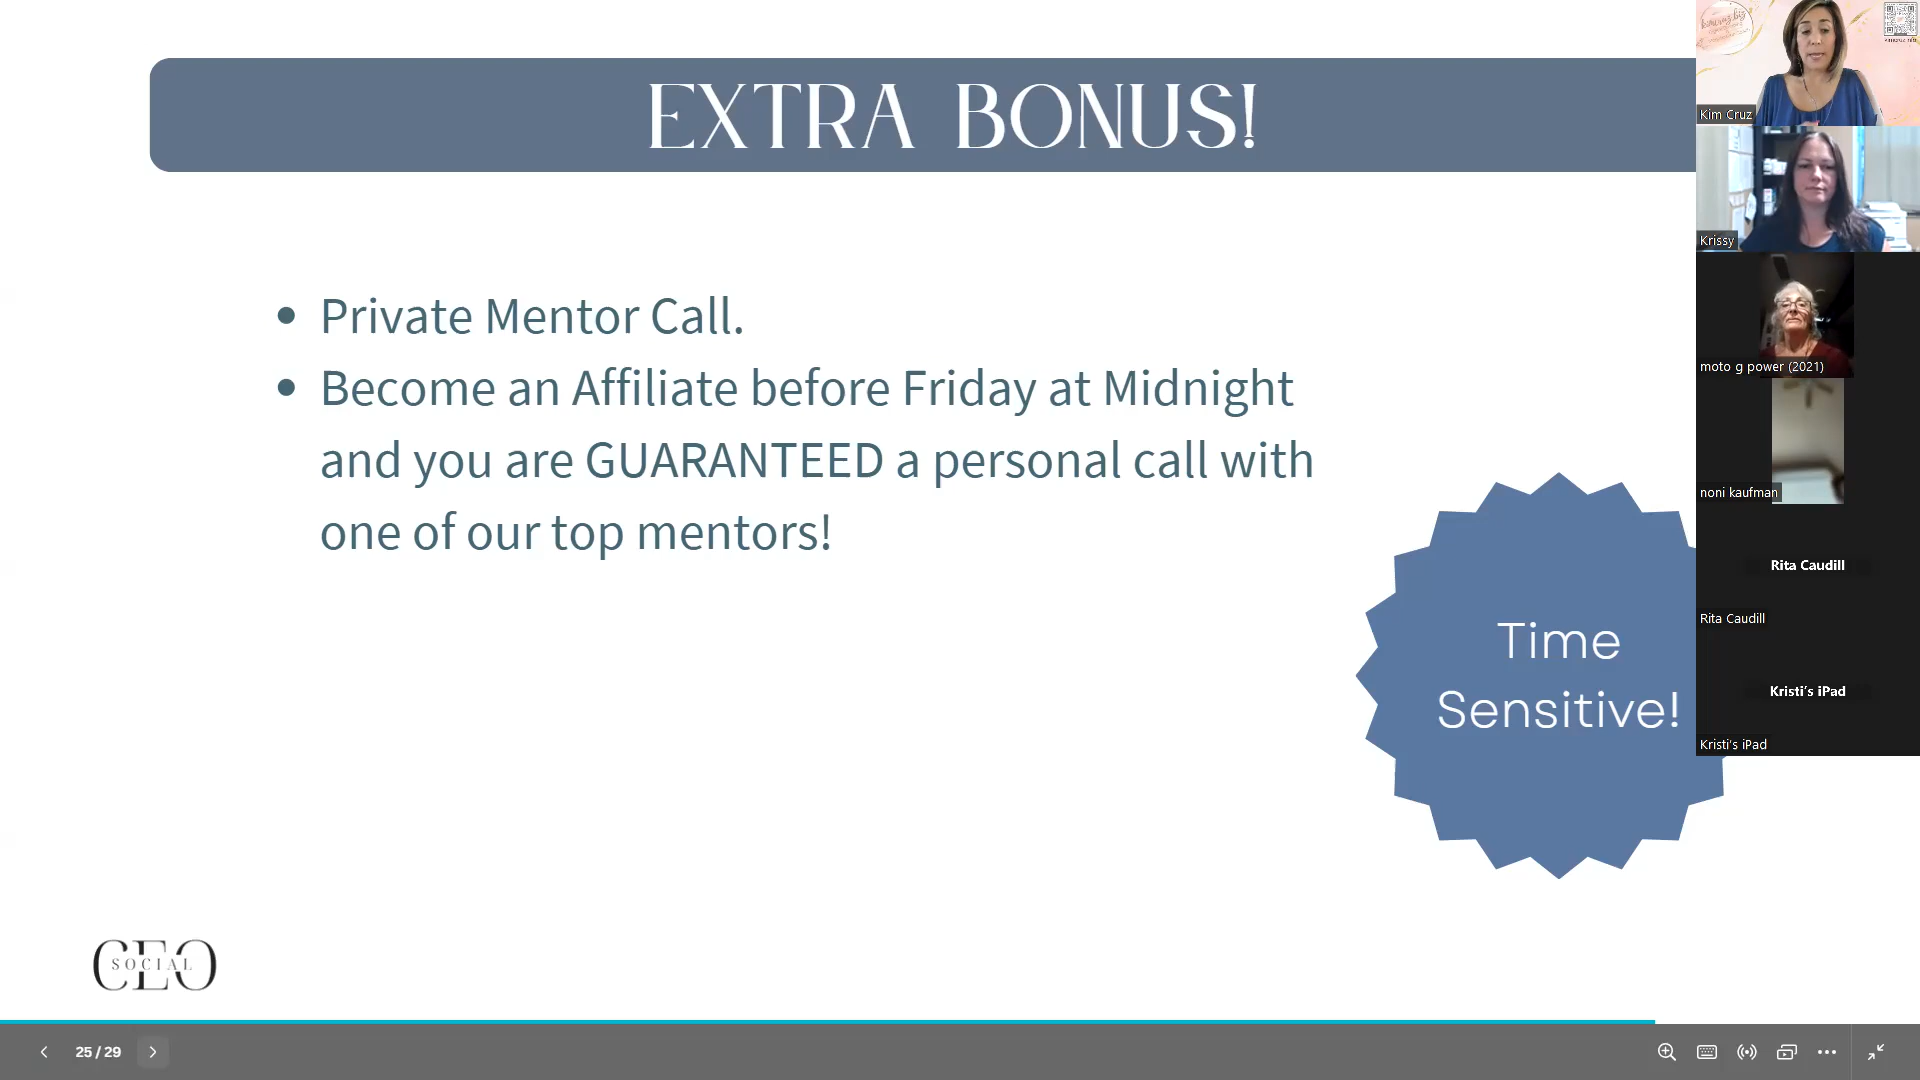 EXTRA BONUS!
Private Mentor Call.
Become an Affiliate before Friday at Midnight
and you are GUARANTEED a personal call with
one of our top mentors!
Time
Sensitive!
CEO
SOCIAL
25 / 29
Kim Cruz
Krissy
moto g power (2021)
noni kaufman
Rita Caudill
Rita Caudill
Kristi's iPad
Kristi's iPad